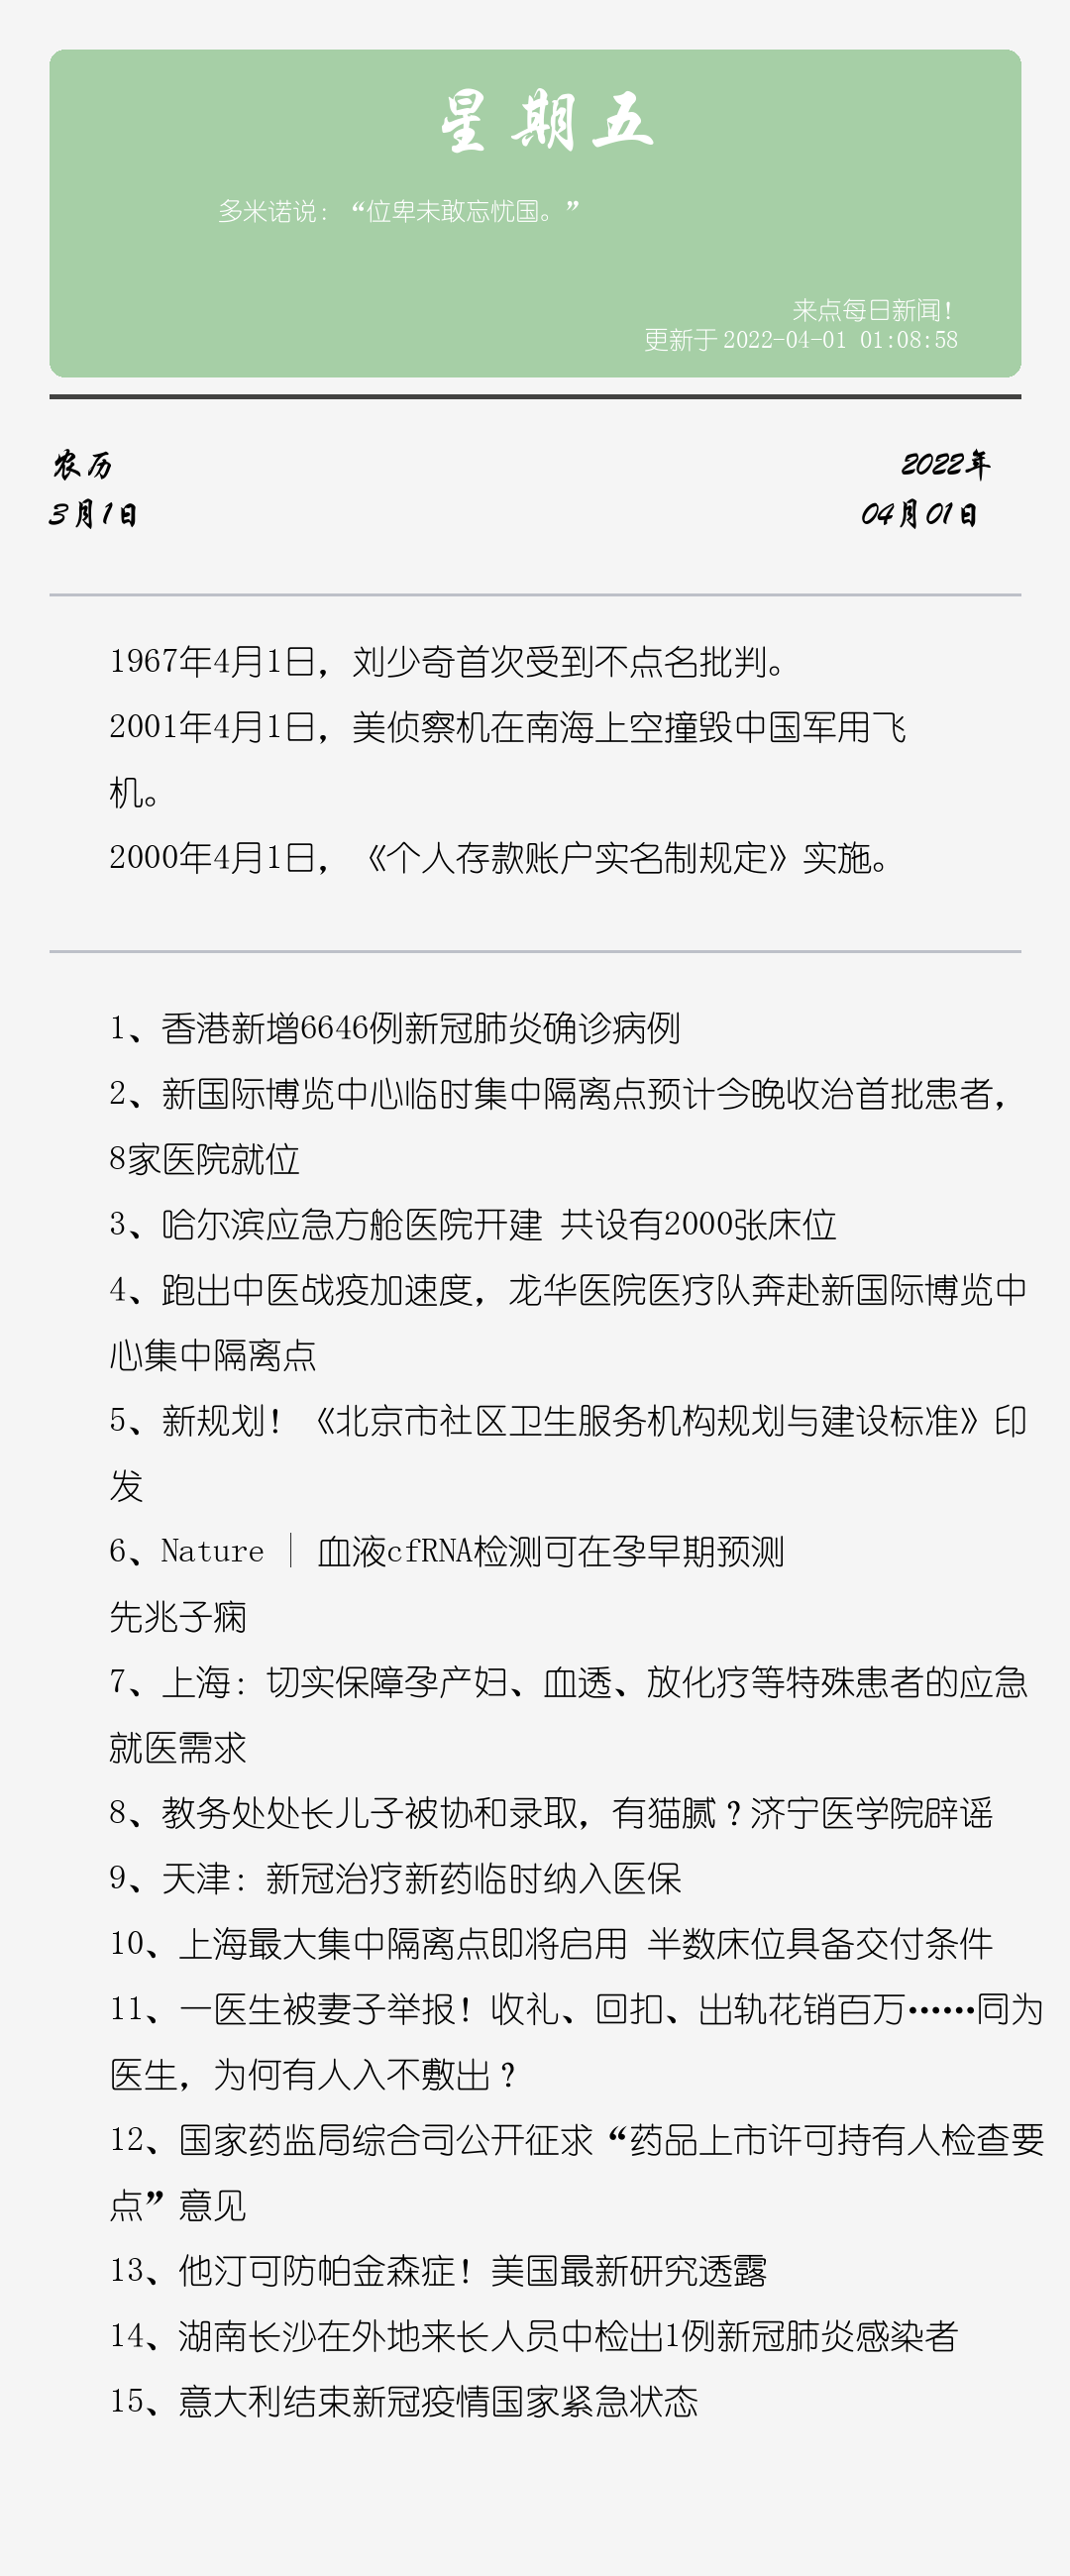 星期五
多米诺说：“位卑未敢忘忧国。”
来点每日新闻！
更新于 2022-04-01 01:08:58
农历
2022年
3月1日
04月01日
1967年4月1日，刘少奇首次受到不点名批判。
2001年4月1日，美侦察机在南海上空撞毁中国军用飞
机。
2000年4月1日，《个人存款账户实名制规定》实施。
1、香港新增6646例新冠肺炎确诊病例
2、新国际博览中心临时集中隔离点预计今晚收治首批患者，
8家医院就位
3、哈尔滨应急方舱医院开建 共设有2000张床位
4、跑出中医战疫加速度，龙华医院医疗队奔赴新国际博览中
心集中隔离点
5、新规划！《北京市社区卫生服务机构规划与建设标准》印
发
6、Nature | 血液cfRNA检测可在孕早期预测
先兆子痫
7、上海：切实保障孕产妇、血透、放化疗等特殊患者的应急
就医需求
8、教务处处长儿子被协和录取，有猫腻？济宁医学院辟谣
9、天津：新冠治疗新药临时纳入医保
10、上海最大集中隔离点即将启用 半数床位具备交付条件
11、一医生被妻子举报！收礼、回扣、出轨花销百万……同为
医生，为何有人入不敷出？
12、国家药监局综合司公开征求“药品上市许可持有人检查要
点”意见
13、他汀可防帕金森症！美国最新研究透露
14、湖南长沙在外地来长人员中检出1例新冠肺炎感染者
15、意大利结束新冠疫情国家紧急状态